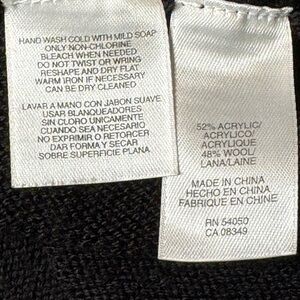 HAND WASH COLD WITH MILD SOAP
ONLY NON-CHLORINE
BLEACH WHEN NEEDED
DO NOT TWIST OR WRING
RESHAPE AND DRY FLAT
WARM IRON IF NECESSARY
CAN BE DRY CLEANED
LAVAR A MANO CON JABON SUAVE
USAR BLANQUEADORES
SIN CLORO UNICAMENTE
CUANDO SEA NECESARIO
NO EXPRIMIR O RETORCER
DAR FORMA Y SECAR
SOBRE SUPERFICIE PLANA
52% ACRYLIC/
ACRYLICO/
ACRYLIQUE
48% WOOL/
LANA/LAINE
MADE IN CHINA
HECHO EN CHINA
FABRIQUE EN CHINE
RN 54050
CA 08349